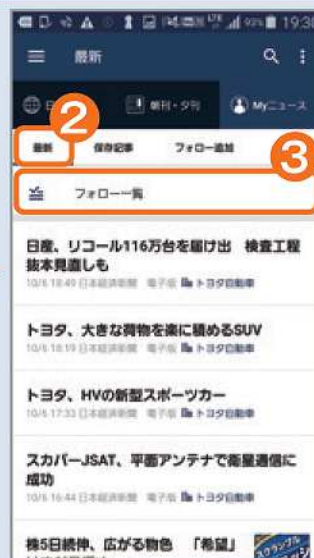 93% 19:30
最新
朝刊・夕刊
Myニュース
2
最新
保存記事
フォロー追加
3
フォロー一覧
日産、リコール116万台を届け出 検査工程
抜本見直しも
10/6 18:49 日本経済新聞 電子版 トヨタ自動車
トヨタ、大きな荷物を楽に積めるSUV
10/6 18:19 日本経済新聞 電子版 トヨタ自動車
トヨタ、HVの新型スポーツカー
10/6 17:33 日本経済新聞 電子版 トヨタ自動車
スカパーJSAT、平面アンテナで衛星通信に
成功
10/6 16:44 日本経済新聞 電子版 トヨタ自動車
株5日続伸、広がる物色 「希望」
スクランブル